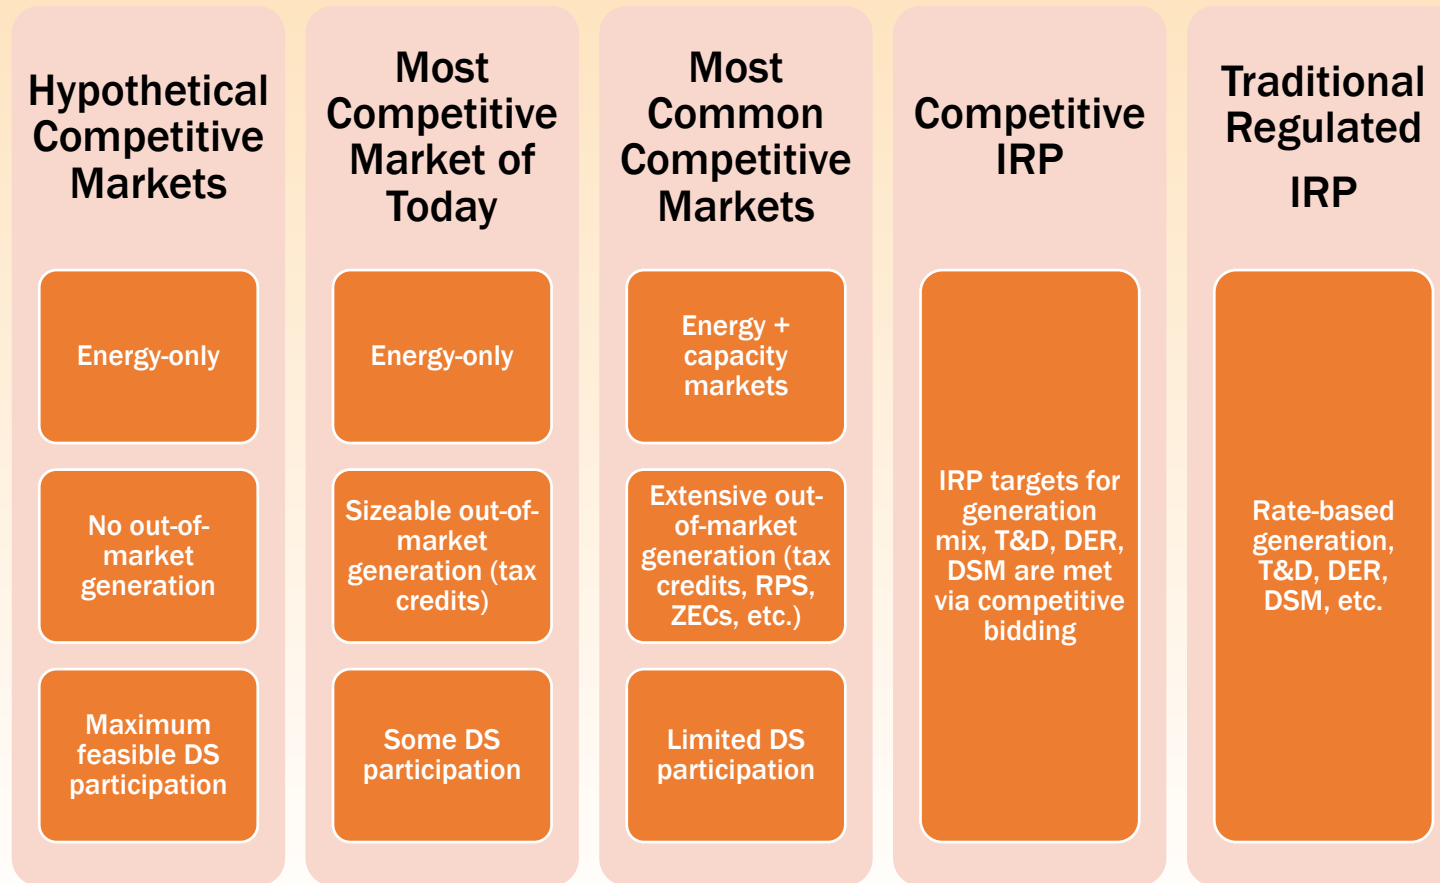 Hypothetical
Competitive
Markets
Energy-only
No out-of-
market
generation
Maximum
feasible DS
participation
Most
Competitive
Market of
Today
Energy-only
Sizeable out-of-
market
generation (tax
credits)
Some DS
participation
Most
Common
Competitive
Markets
Energy +
capacity
markets
Extensive out-
of-market
generation (tax
credits, RPS,
ZECs, etc.)
Limited DS
participation
Competitive
IRP
IRP targets for
generation
mix, T&D, DER,
DSM are met
via competitive
bidding
Traditional
Regulated
IRP
Rate-based
generation,
T&D, DER,
DSM, etc.